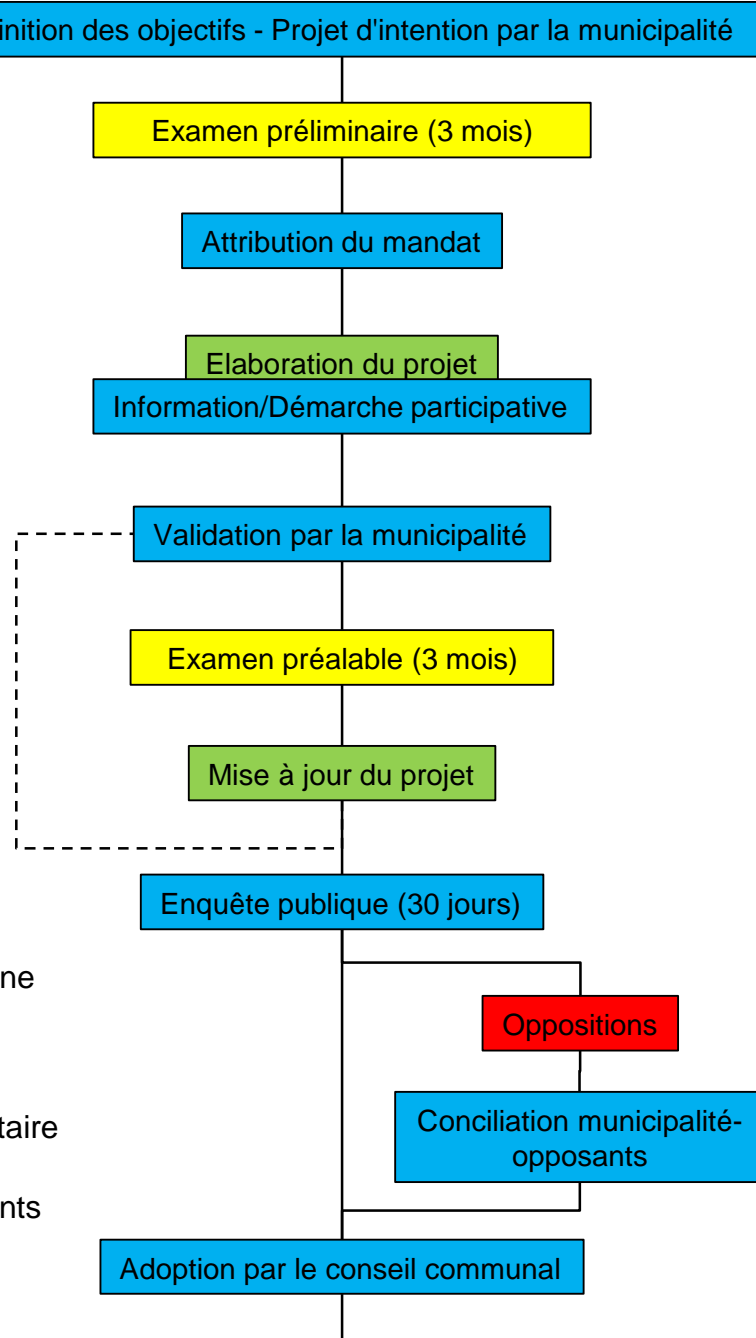 inition des objectifs - Projet d'intention par la municipalité
Examen préliminaire (3 mois)
Attribution du mandat
Elaboration du projet
Information/Démarche participative
Validation par la municipalité
Examen préalable (3 mois)
Mise à jour du projet
Enquête publique (30 jours)
ne
Oppositions
taire
Conciliation municipalité-
opposants
nts
Adoption par le conseil communal